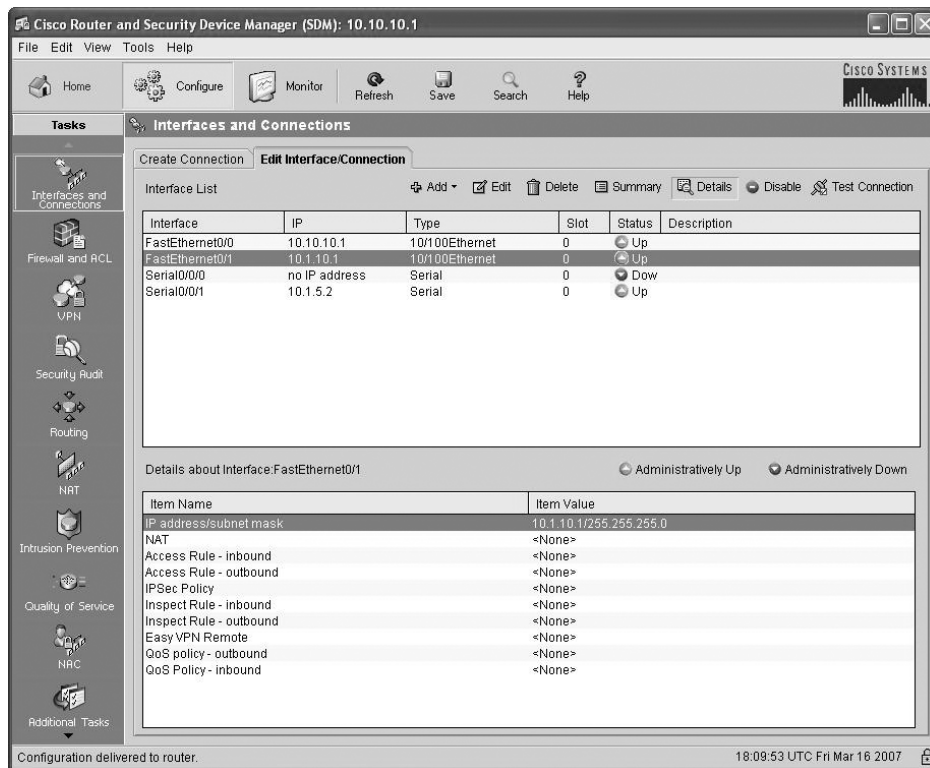 Cisco Router and Security Device Manager (SDM): 10.10.10.1
File Edit View Tools Help
Home Configure Monitor Refresh Save Search Help
CISCO SYSTEMS
Tasks
Interfaces and Connections
Firewall and ACL
VPN
Security Audit
Routing
NAT
Intrusion Prevention
Quality of Service
NAC
Additional Tasks
Interfaces and Connections
Create Connection Edit Interface/Connection
Interface List Add Edit Delete Summary Details Disable Test Connection
Interface IP Type Slot Status Description
FastEthernet0/0 10.10.10.1 10/100Ethernet 0 Up
FastEthernet0/1 10.1.10.1 10/100Ethernet 0 Up
Serial0/0/0 no IP address Serial 0 Dow
Serial0/0/1 10.1.5.2 Serial 0 Up
Details about Interface:FastEthernet0/1 Administratively Up Administratively Down
Item Name Item Value
IP address/subnet mask 10.1.10.1/255.255.255.0
NAT <None>
Access Rule - inbound <None>
Access Rule - outbound <None>
IPSec Policy <None>
Inspect Rule - inbound <None>
Inspect Rule - outbound <None>
Easy VPN Remote <None>
QoS policy - outbound <None>
QoS Policy - inbound <None>
Configuration delivered to router. 18:09:53 UTC Fri Mar 16 2007